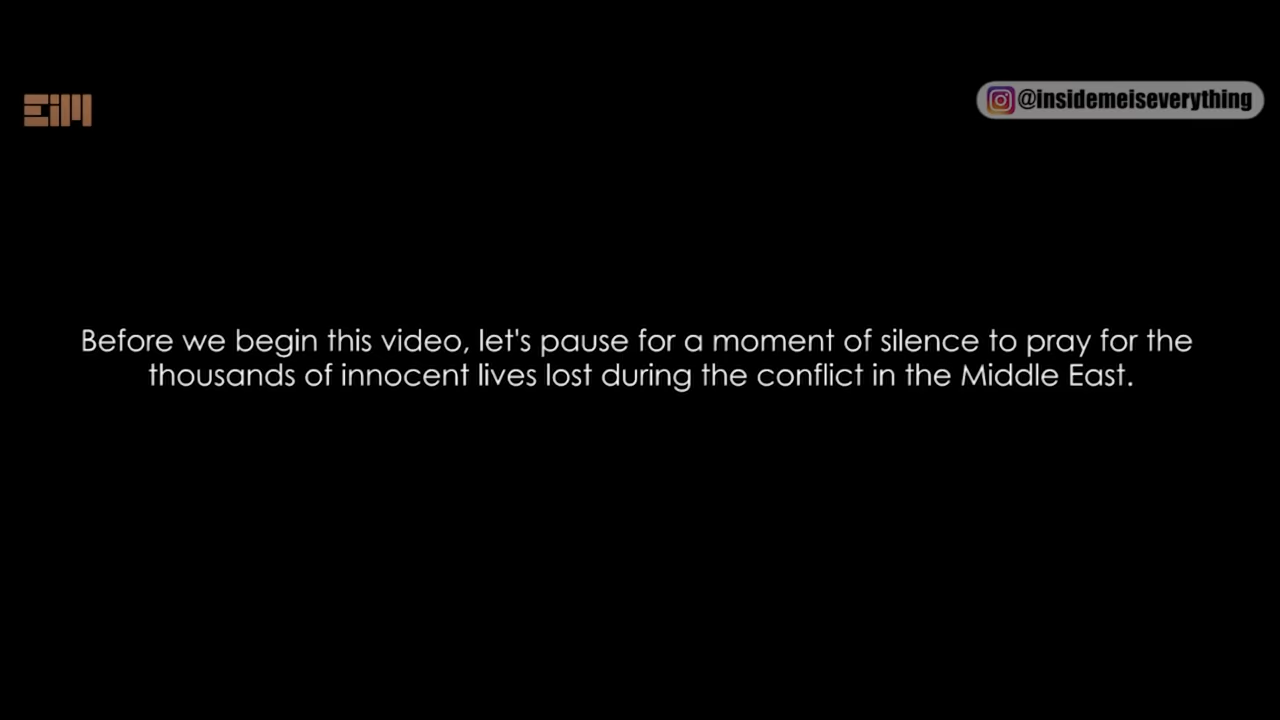 EiM
@insidemeiseverything
Before we begin this video, let's pause for a moment of silence to pray for the
thousands of innocent lives lost during the conflict in the Middle East.